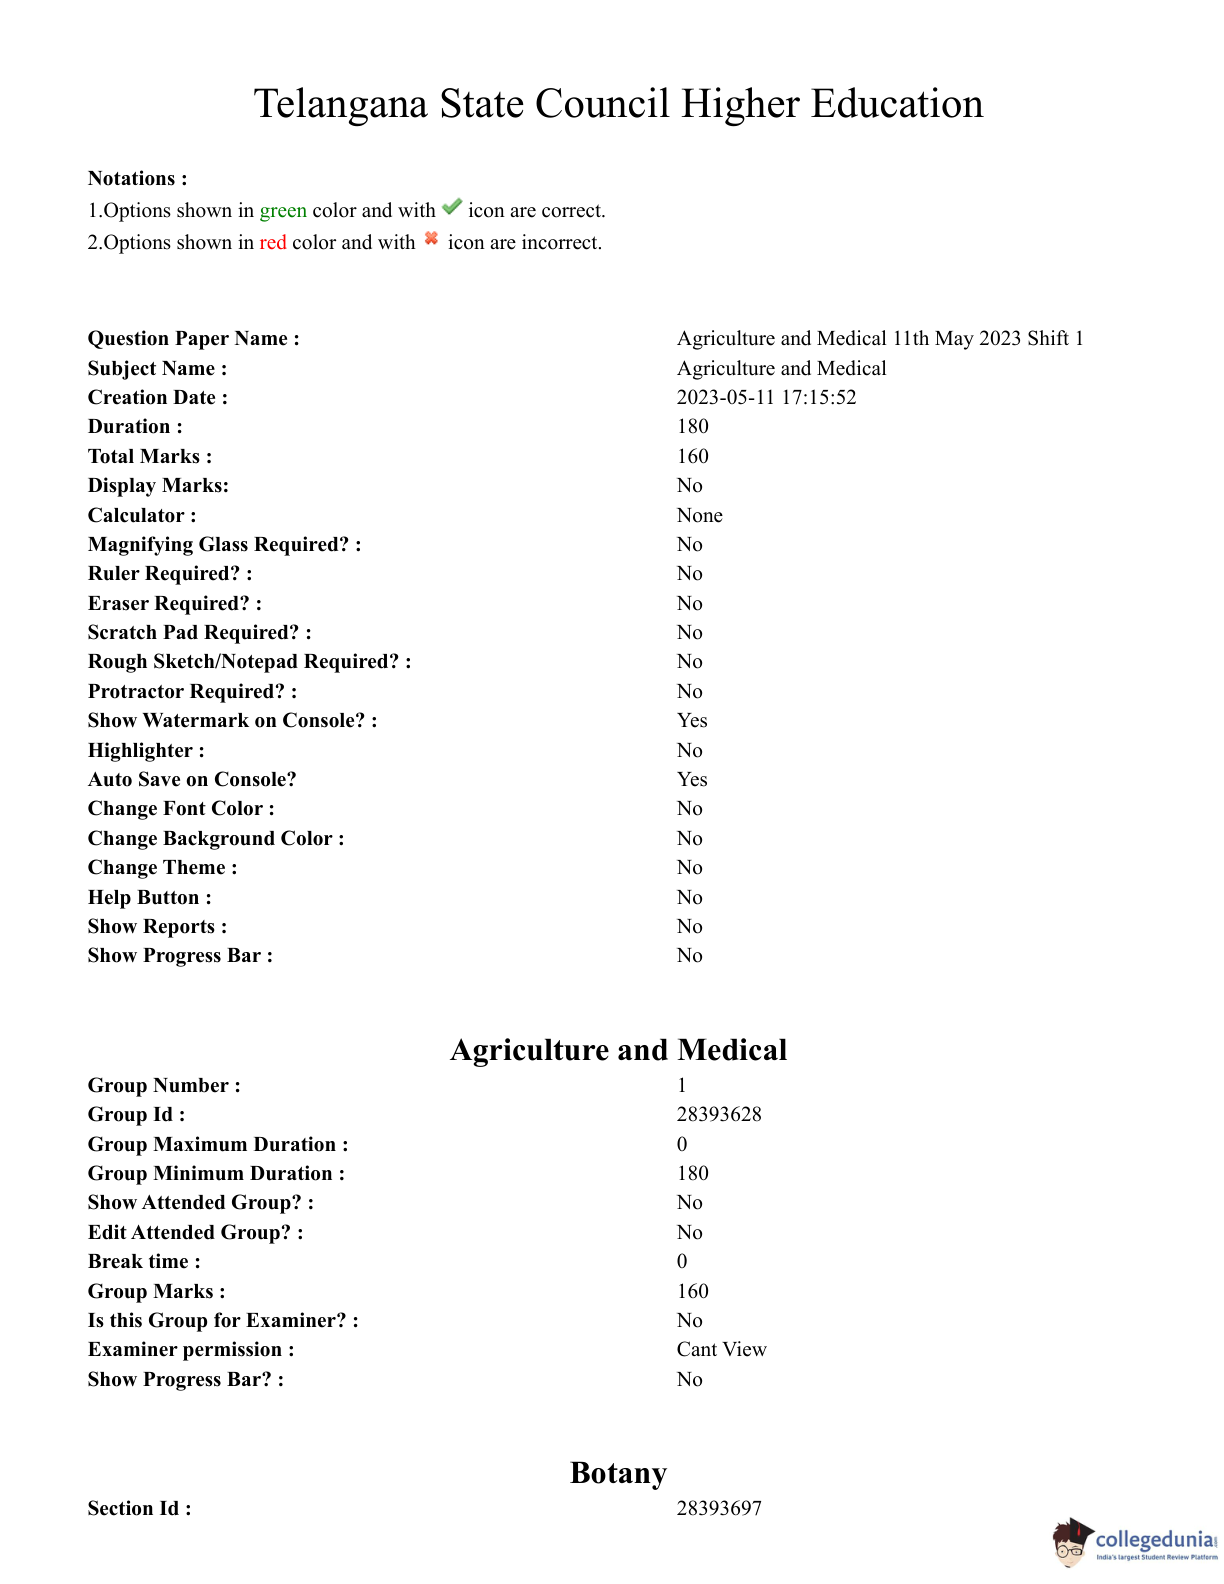 Telangana State Council Higher Education
Notations :
1.Options shown in green color and with icon are correct.
2.Options shown in red color and with icon are incorrect.
Question Paper Name : Agriculture and Medical 11th May 2023 Shift 1
Subject Name : Agriculture and Medical
Creation Date : 2023-05-11 17:15:52
Duration : 180
Total Marks : 160
Display Marks: No
Calculator : None
Magnifying Glass Required? : No
Ruler Required? : No
Eraser Required? : No
Scratch Pad Required? : No
Rough Sketch/Notepad Required? : No
Protractor Required? : No
Show Watermark on Console? : Yes
Highlighter : No
Auto Save on Console? Yes
Change Font Color : No
Change Background Color : No
Change Theme : No
Help Button : No
Show Reports : No
Show Progress Bar : No
Agriculture and Medical
Group Number : 1
Group Id : 28393628
Group Maximum Duration : 0
Group Minimum Duration : 180
Show Attended Group? : No
Edit Attended Group? : No
Break time : 0
Group Marks : 160
Is this Group for Examiner? : No
Examiner permission : Cant View
Show Progress Bar? : No
Botany
Section Id : 28393697
collegedunia
India's largest Student Review Platform